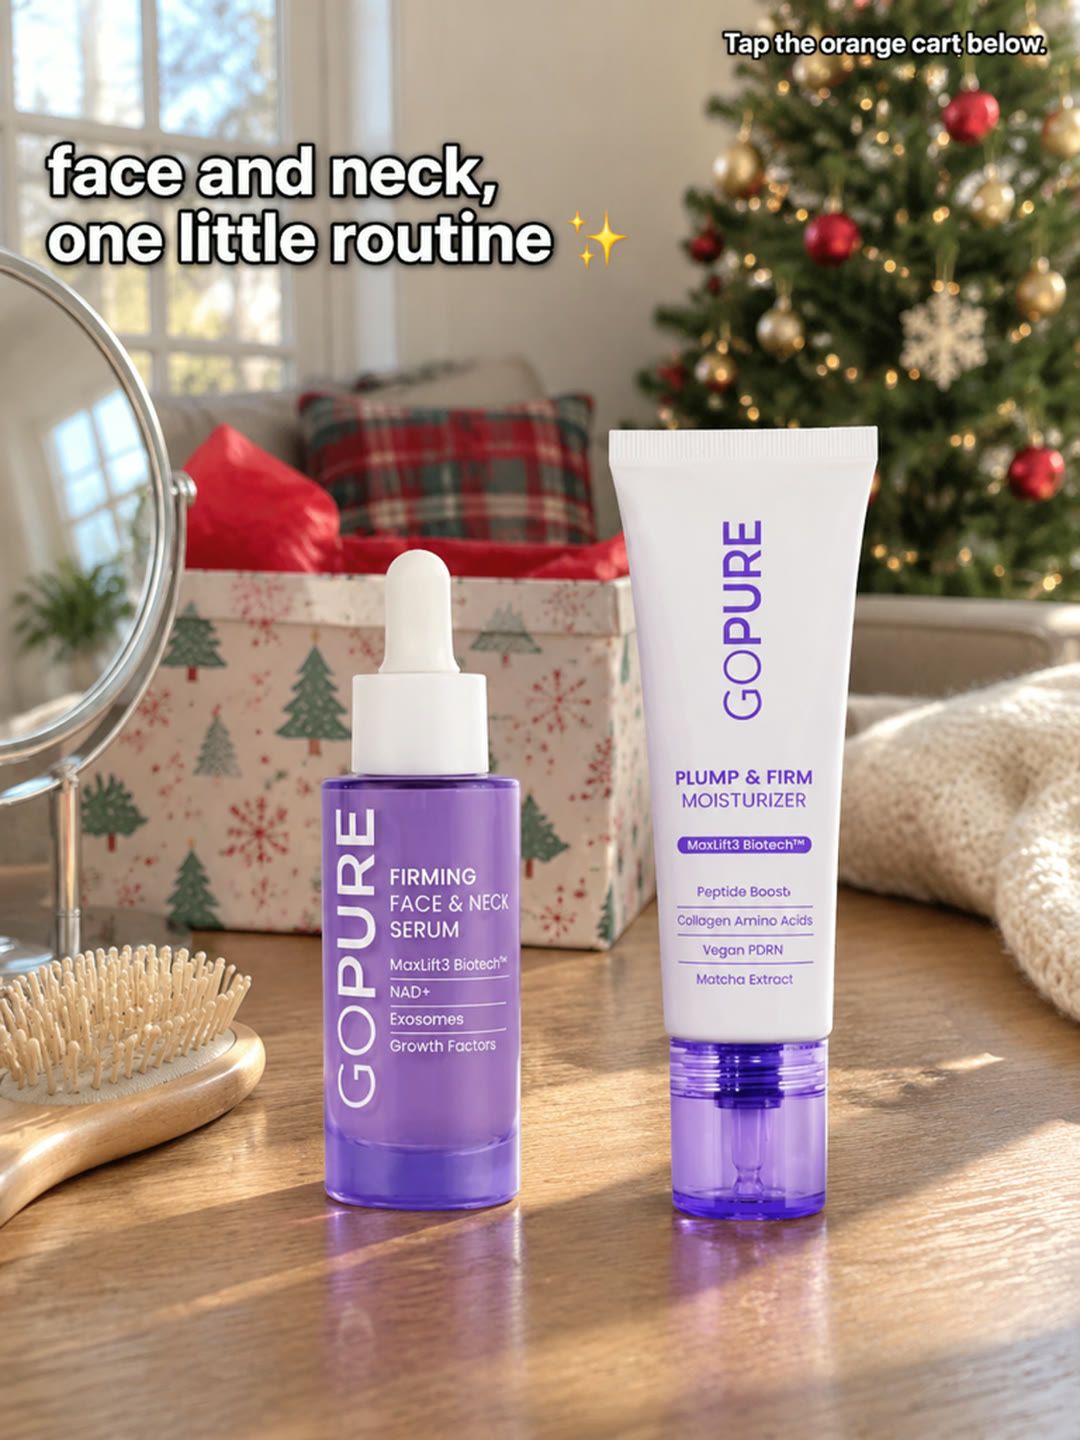 Tap the orange cart below.
face and neck,
one little routine ✨
GOPURE
FIRMING
FACE & NECK
SERUM
MaxLift3 Biotech™
NAD+
Exosomes
Growth Factors
GOPURE
PLUMP & FIRM
MOISTURIZER
MaxLift3 Biotech™
Peptide Boost
Collagen Amino Acids
Vegan PDRN
Matcha Extract